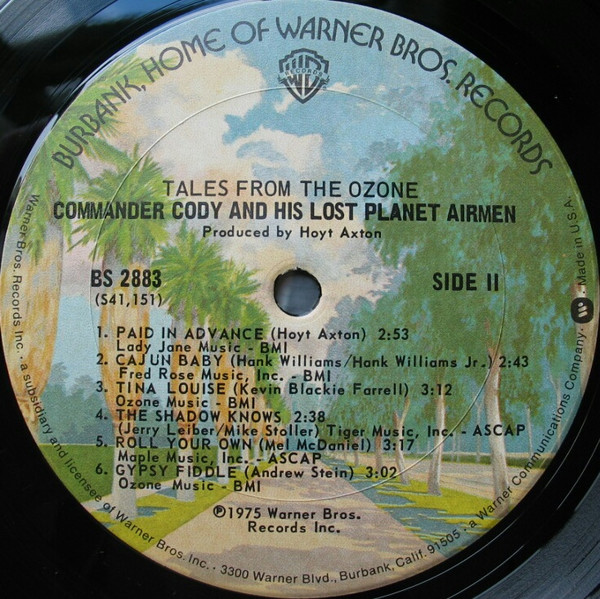 BURBANK, HOME OF WARNER BROS. RECORDS
RECORDS
TALES FROM THE OZONE
COMMANDER CODY AND HIS LOST PLANET AIRMEN
Produced by Hoyt Axton
BS 2883
(S41,151)
SIDE II
1. PAID IN ADVANCE (Hoyt Axton) 2:53
Lady Jane Music - BMI
2. CAJUN BABY (Hank Williams/Hank Williams Jr.) 2:43
Fred Rose Music, Inc. - BMI
3. TINA LOUISE (Kevin Blackie Farrell) 3:12
Ozone Music - BMI
4. THE SHADOW KNOWS 2:38
(Jerry Leiber/Mike Stoller) Tiger Music, Inc. - ASCAP
5. ROLL YOUR OWN (Mel McDaniel) 3:17
Maple Music, Inc. - ASCAP
6. GYPSY FIDDLE (Andrew Stein) 3:02
Ozone Music - BMI
℗1975 Warner Bros.
Records Inc.
Warner Bros. Records Inc. · a subsidiary and licensee of Warner Bros. Inc. · 3300 Warner Blvd., Burbank, Calif. 91505 · a Warner Communications Company. · Made in U.S.A.